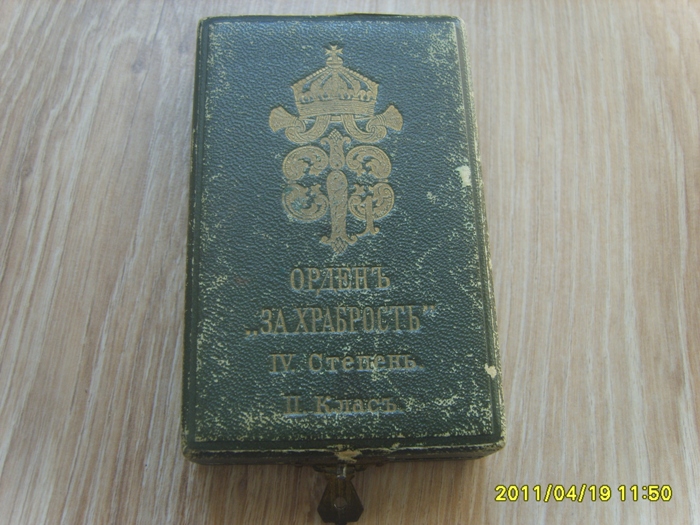 ОРДЕНЪ
„ЗА ХРАБРОСТЬ"
IV. Степень.
II. Класъ.
2011/04/19 11:50